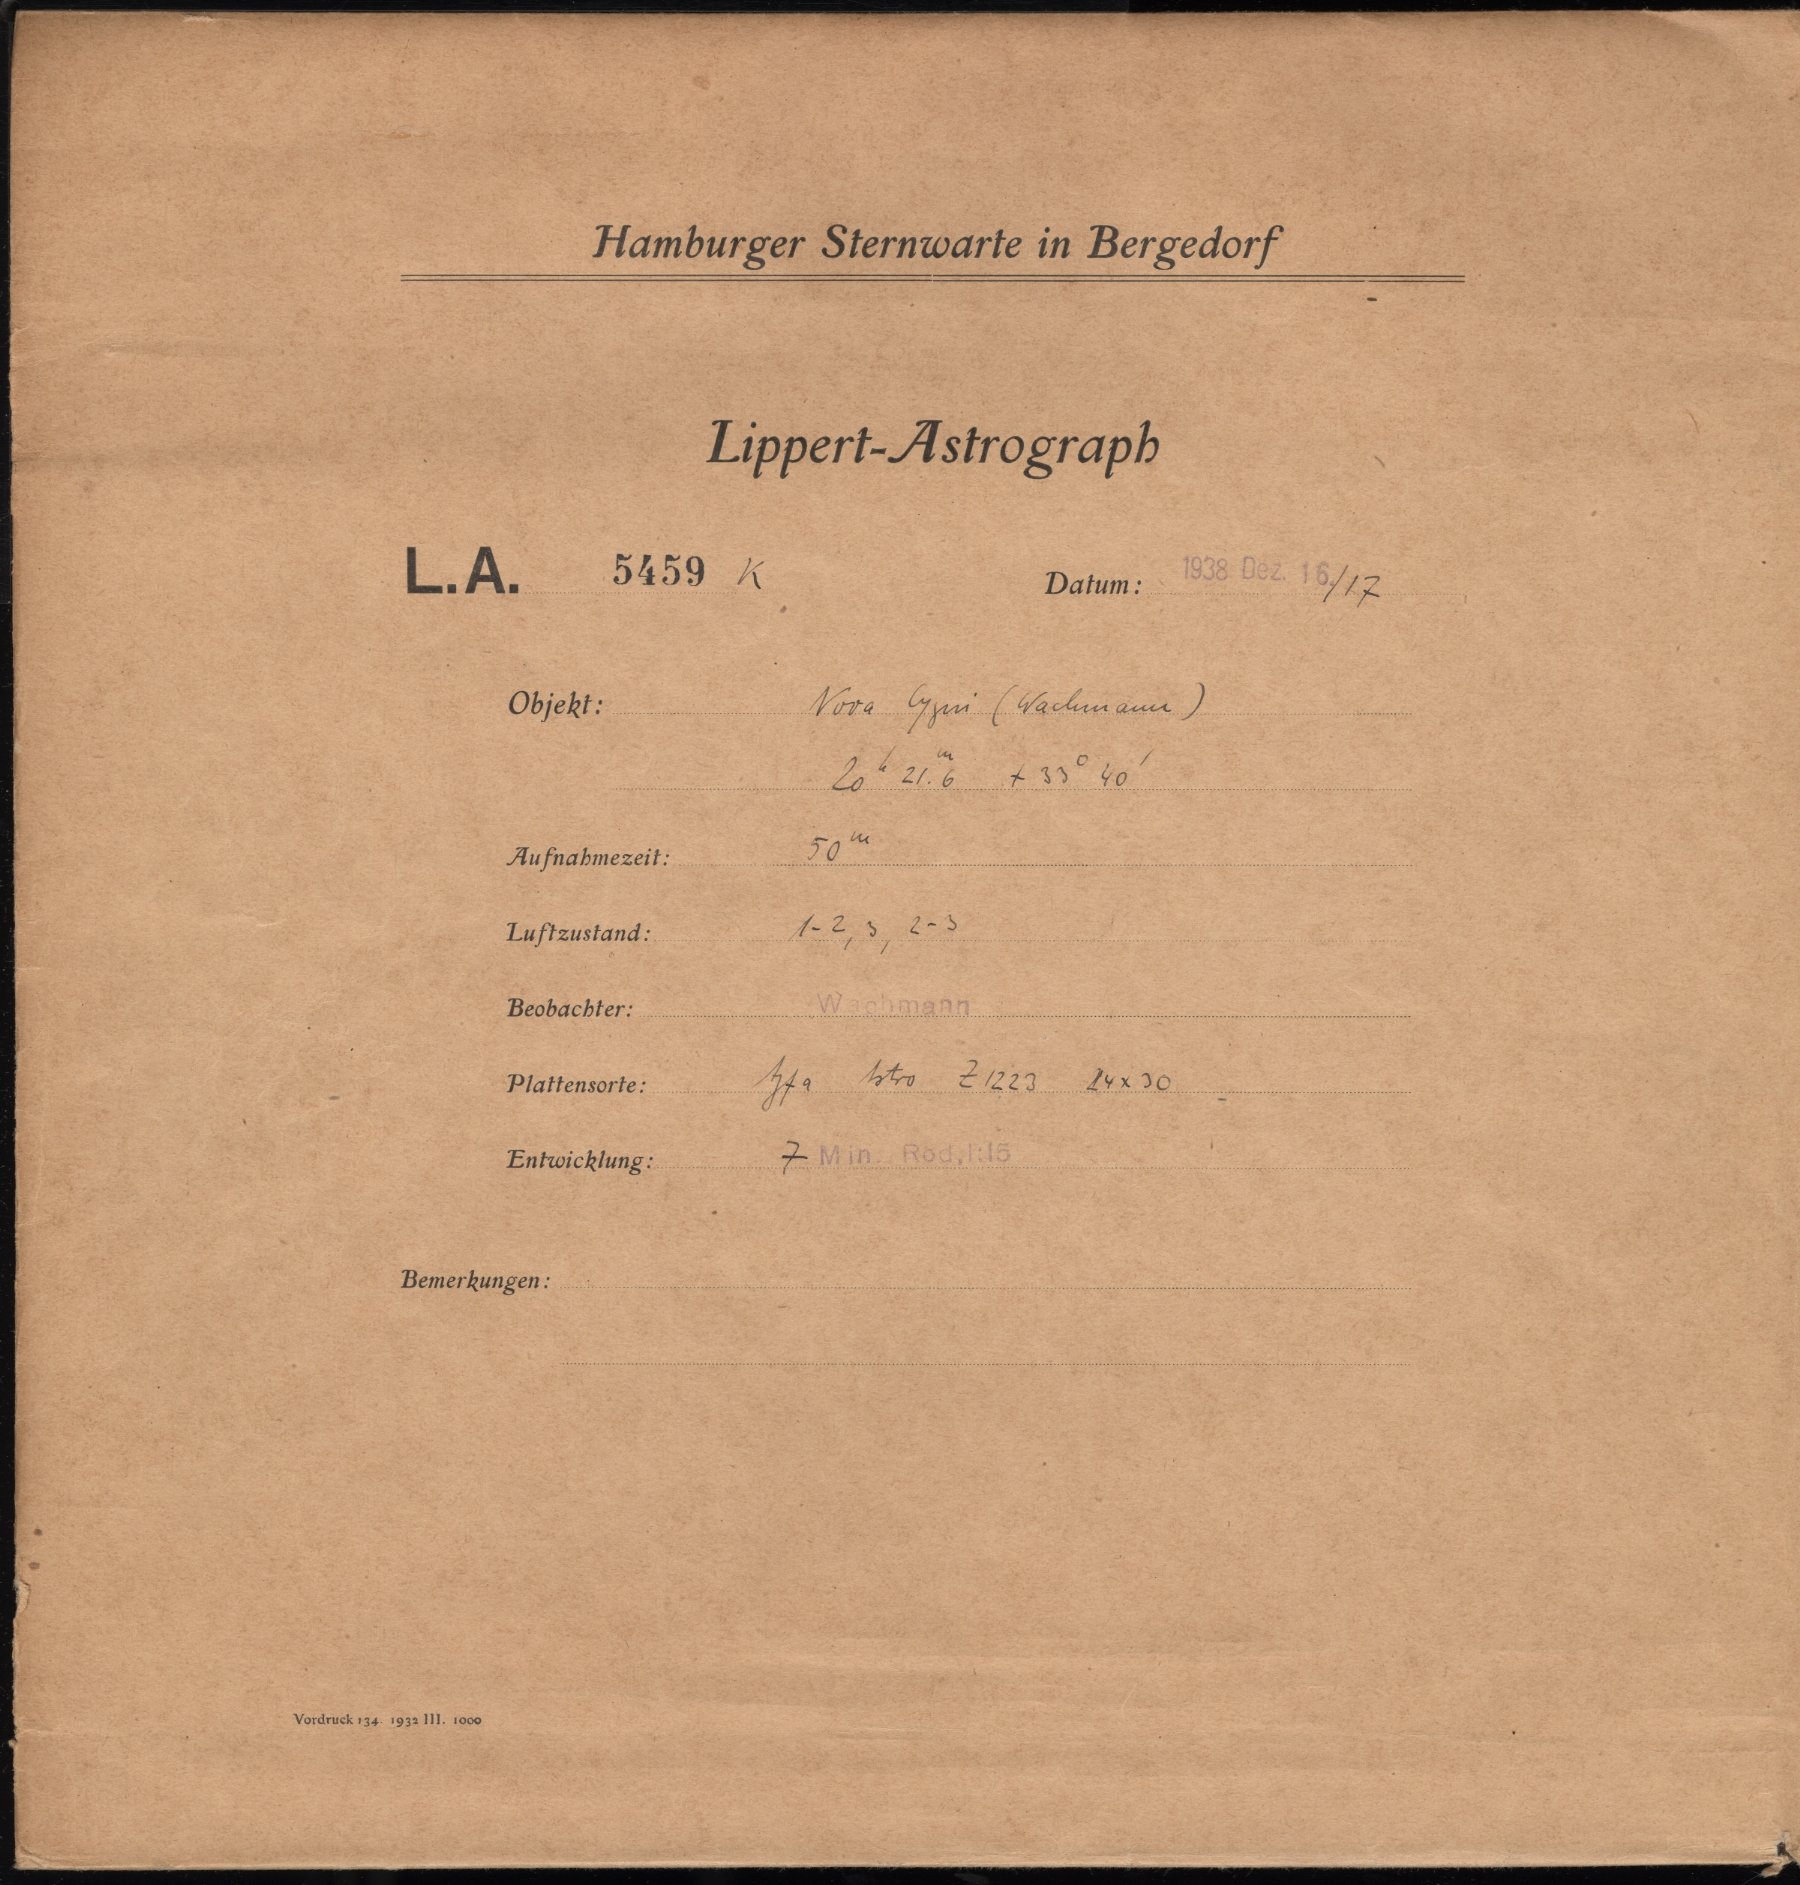 Hamburger Sternwarte in Bergedorf
Lippert-Astrograph
L.A. 5459 K Datum: 1938 Dez. 16./17
Objekt: Nova Cygni (Wachmann)
20h 21.m6 + 33° 40'
Aufnahmezeit: 50m
Luftzustand: 1-2, 3, 2-3
Beobachter: Wachmann
Plattensorte: Agfa Astro Z1223 24x30
Entwicklung: 7 Min. Rod.1:15
Bemerkungen:
Vordruck 134. 1932 III. 1000